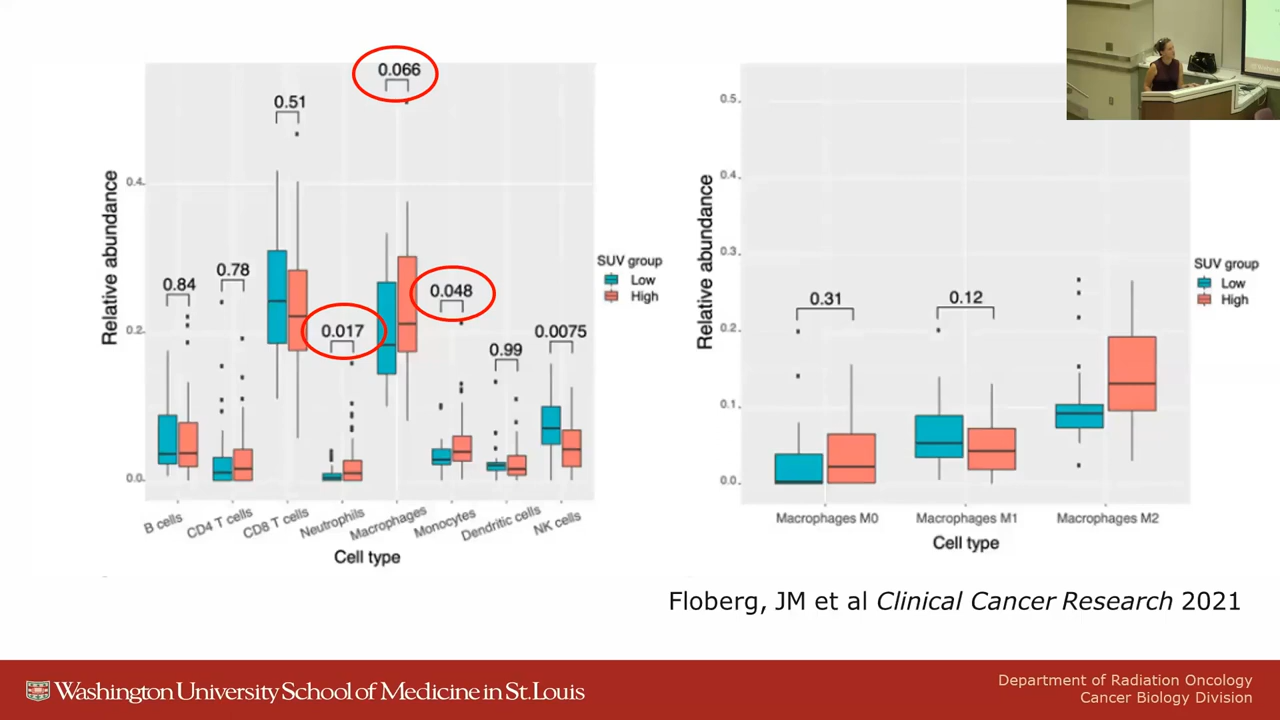 0.066
0.51
0.84
0.78
0.017
0.048
0.99
0.0075
Relative abundance
0.4
0.2
0.0
B cells
CD4 T cells
CD8 T cells
Neutrophils
Macrophages
Monocytes
Dendritic cells
NK cells
Cell type
SUV group
Low
High
Relative abundance
0.5
0.4
0.3
0.2
0.1
0.0
0.31
0.12
Macrophages M0
Macrophages M1
Macrophages M2
Cell type
SUV group
Low
High
Floberg, JM et al Clinical Cancer Research 2021
Washington University School of Medicine in St. Louis
Department of Radiation Oncology
Cancer Biology Division